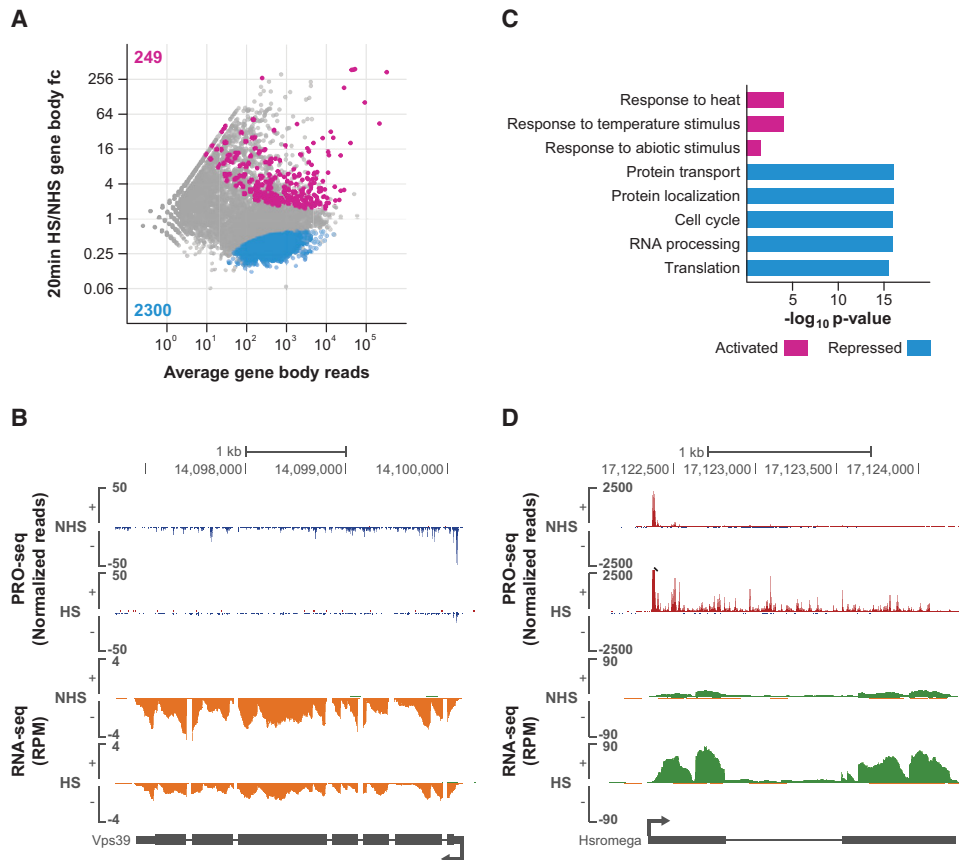 A
249
20min HS/NHS gene body fc
256
64
16
4
1
0.25
0.06
2300
10^0 10^1 10^2 10^3 10^4 10^5
Average gene body reads
C
Response to heat
Response to temperature stimulus
Response to abiotic stimulus
Protein transport
Protein localization
Cell cycle
RNA processing
Translation
5 10 15
-log10 p-value
Activated Repressed
B
1 kb
14,098,000 14,099,000 14,100,000
PRO-seq
(Normalized reads)
50
+
NHS
-
-50
50
+
HS
-
-50
RNA-seq
(RPM)
4
+
NHS
-
-4
4
+
HS
-
-4
Vps39
D
1 kb
17,122,500 17,123,000 17,123,500 17,124,000
PRO-seq
(Normalized reads)
2500
+
NHS
-
-2500
2500
+
HS
-
-2500
RNA-seq
(RPM)
90
+
NHS
-
-90
90
+
HS
-
-90
Hsromega